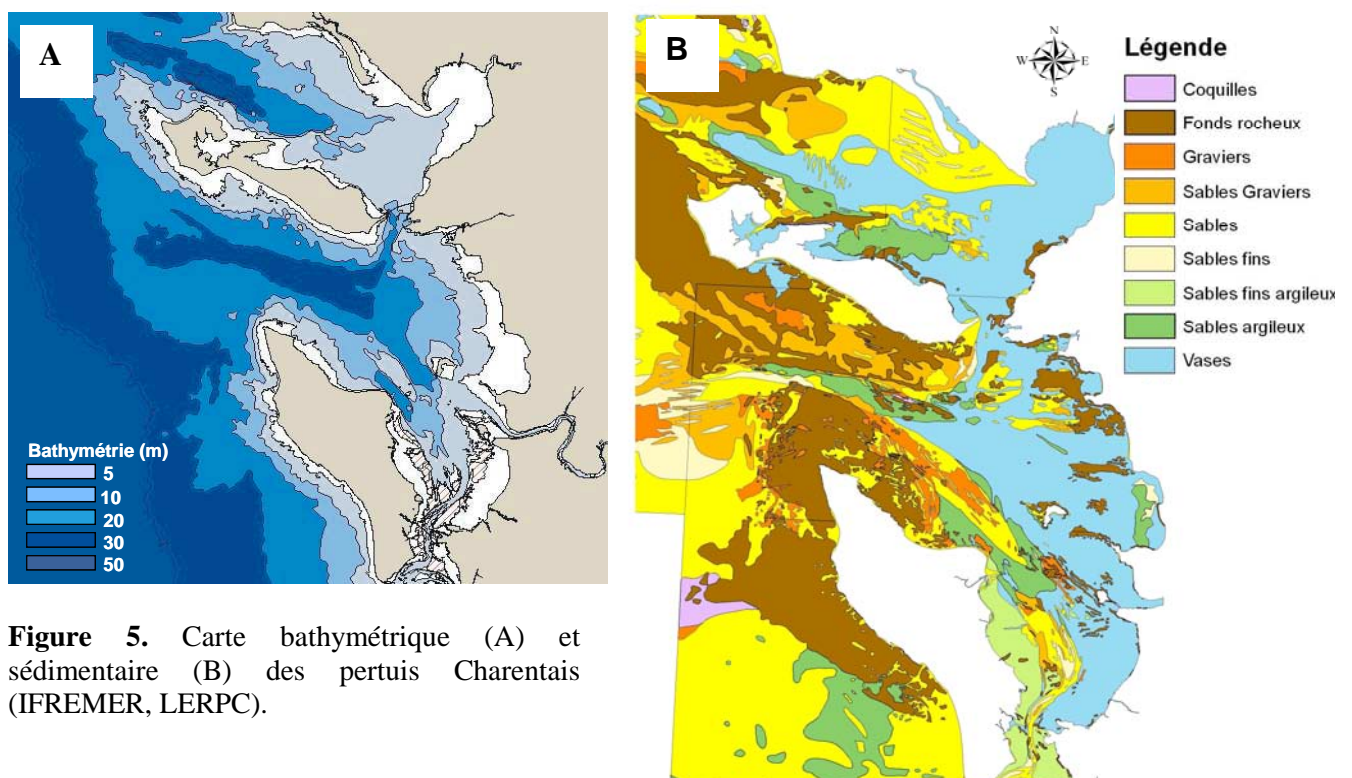 A
Bathymétrie (m)
5
10
20
30
50
Figure 5. Carte bathymétrique (A) et
sédimentaire (B) des pertuis Charentais
(IFREMER, LERPC).
B
N
W
E
S
Légende
Coquilles
Fonds rocheux
Graviers
Sables Graviers
Sables
Sables fins
Sables fins argileux
Sables argileux
Vases